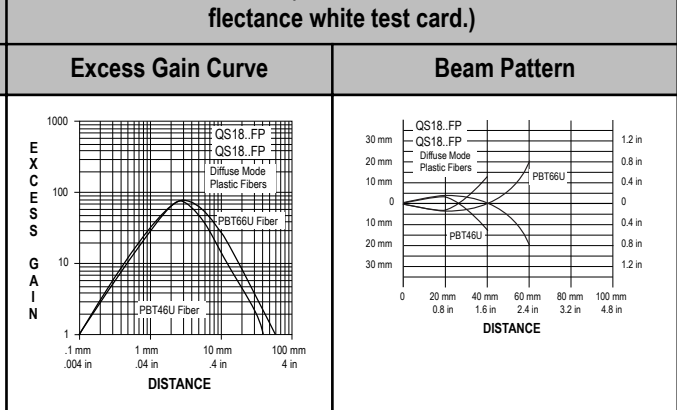 flectance white test card.)
Excess Gain Curve
Beam Pattern
1000
100
10
1
EXCESS
GAIN
QS18..FP
QS18..FP
Diffuse Mode
Plastic Fibers
PBT66U Fiber
PBT46U Fiber
.1 mm 1 mm 10 mm 100 mm
.004 in .04 in .4 in 4 in
DISTANCE
30 mm
20 mm
10 mm
0
10 mm
20 mm
30 mm
QS18..FP
QS18..FP
Diffuse Mode
Plastic Fibers
PBT66U
PBT46U
1.2 in
0.8 in
0.4 in
0
0.4 in
0.8 in
1.2 in
0 20 mm 40 mm 60 mm 80 mm 100 mm
0.8 in 1.6 in 2.4 in 3.2 in 4.8 in
DISTANCE